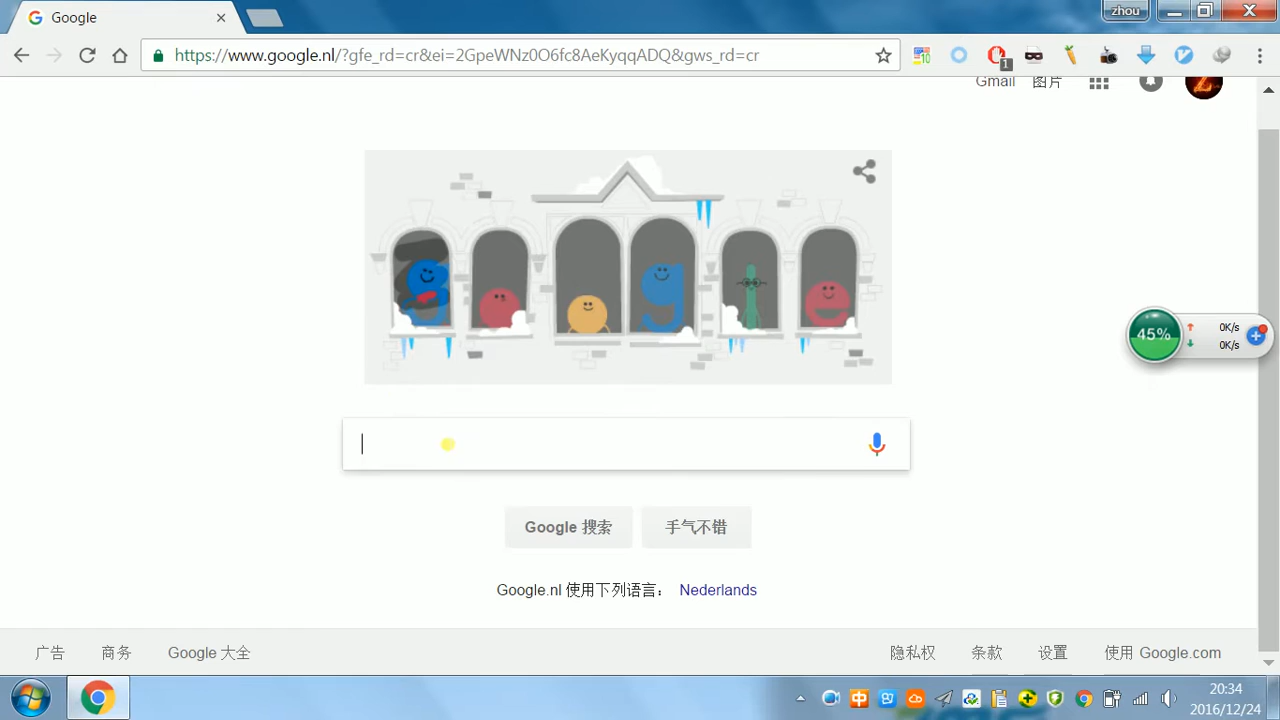 Google
zhou
https://www.google.nl/?gfe_rd=cr&ei=2GpeWNz0O6fc8AeKyqqADQ&gws_rd=cr
10
1
Gmail 图片
45%
0K/s
0K/s
Google 搜索 手气不错
Google.nl 使用下列语言： Nederlands
广告 商务 Google 大全 隐私权 条款 设置 使用 Google.com
中
20:34
2016/12/24